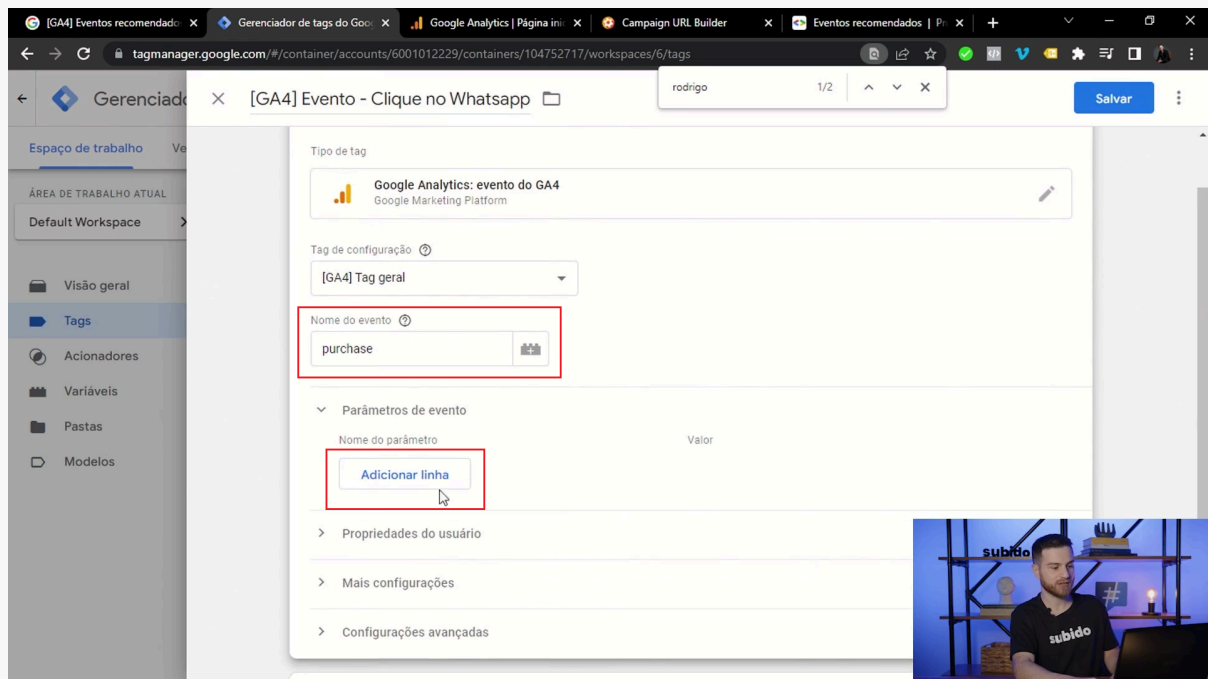 [GA4] Eventos recomendado
Gerenciador de tags do Goo
Google Analytics | Página ini
Campaign URL Builder
Eventos recomendados | Pr
tagmanager.google.com/#/container/accounts/6001012229/containers/104752717/workspaces/6/tags
rodrigo
1/2
Gerenciado
[GA4] Evento - Clique no Whatsapp
Salvar
Espaço de trabalho
Ve
ÁREA DE TRABALHO ATUAL
Default Workspace
Visão geral
Tags
Acionadores
Variáveis
Pastas
Modelos
Tipo de tag
Google Analytics: evento do GA4
Google Marketing Platform
Tag de configuração
[GA4] Tag geral
Nome do evento
purchase
Parâmetros de evento
Nome do parâmetro
Valor
Adicionar linha
Propriedades do usuário
Mais configurações
Configurações avançadas
subido
#
subido